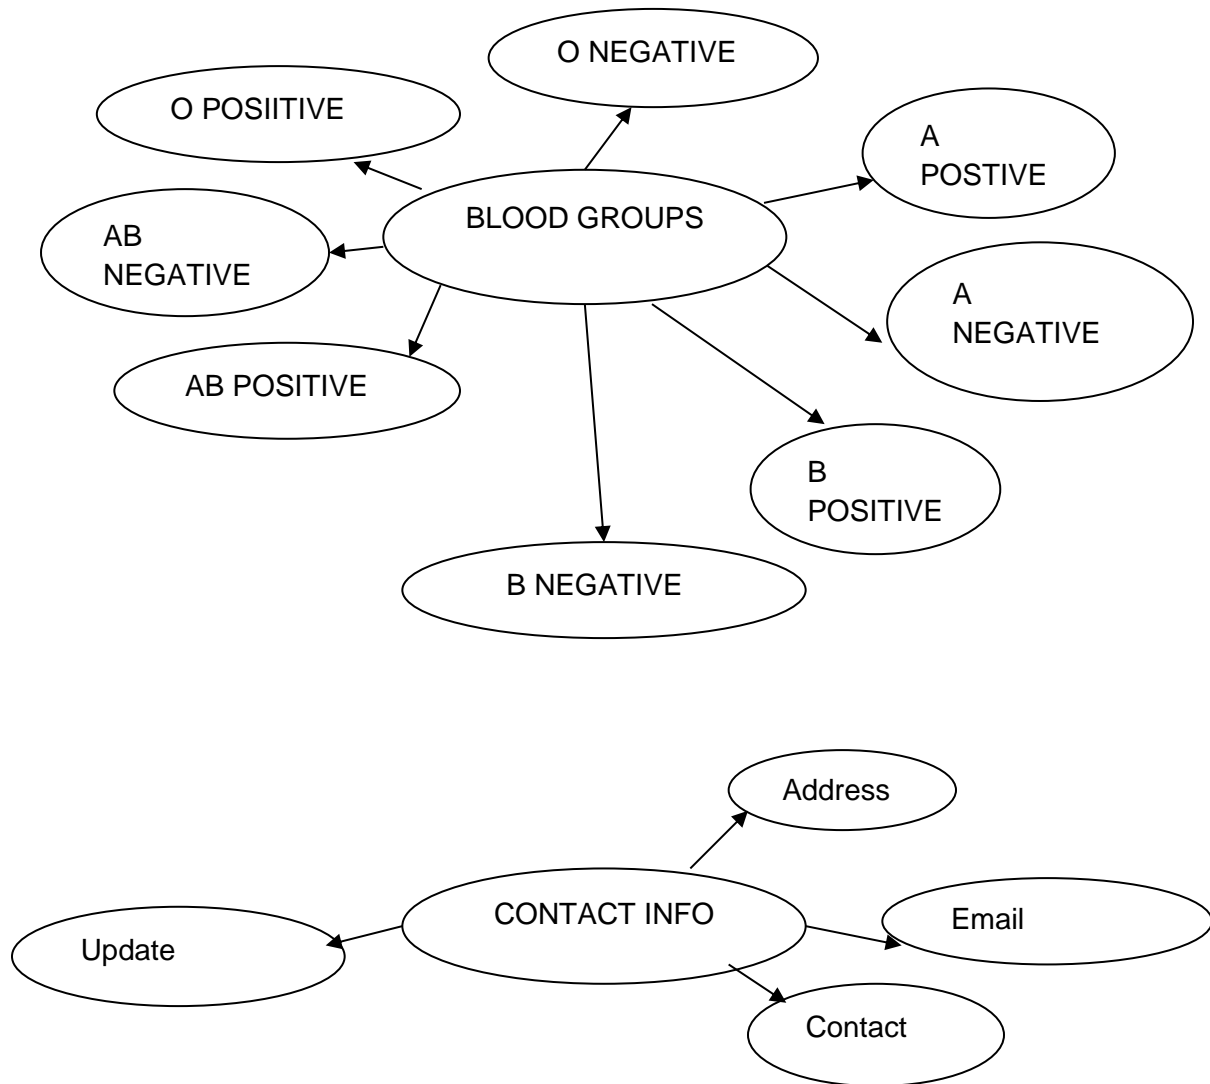 O NEGATIVE
O POSIITIVE
A
POSTIVE
BLOOD GROUPS
AB
NEGATIVE
A
NEGATIVE
AB POSITIVE
B
POSITIVE
B NEGATIVE
Address
CONTACT INFO
Email
Update
Contact